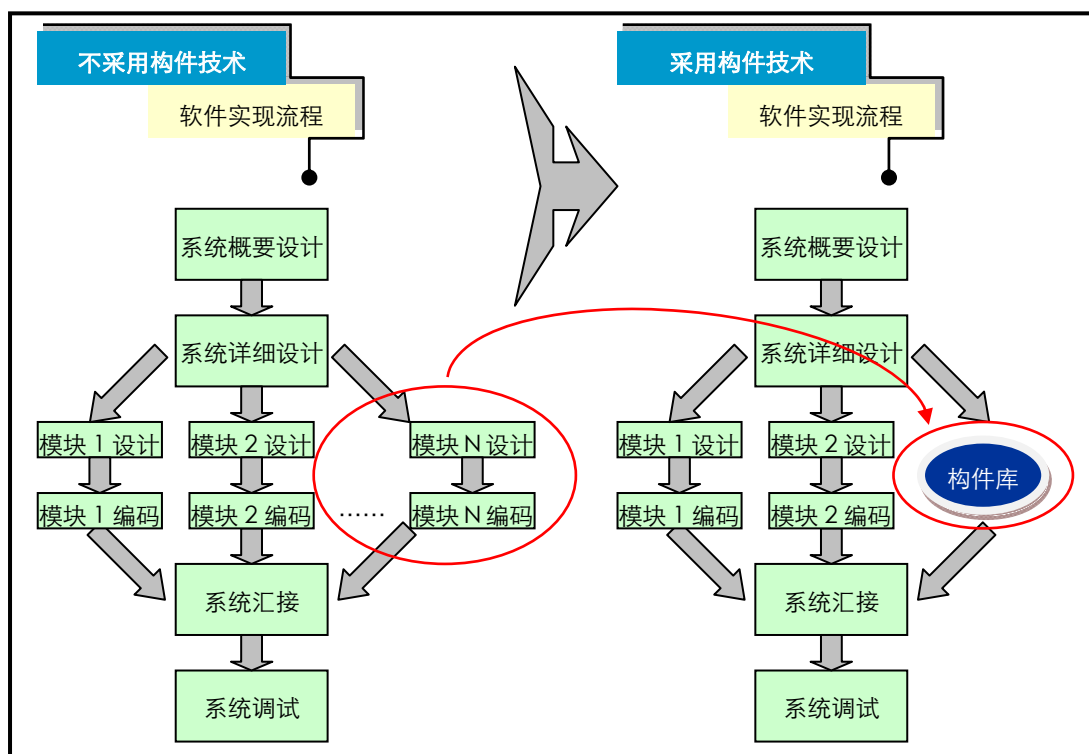 不采用构件技术
软件实现流程
系统概要设计
系统详细设计
模块 1 设计
模块 2 设计
模块 N 设计
模块 1 编码
模块 2 编码
……
模块 N 编码
系统汇接
系统调试
采用构件技术
软件实现流程
系统概要设计
系统详细设计
模块 1 设计
模块 2 设计
构件库
模块 1 编码
模块 2 编码
系统汇接
系统调试